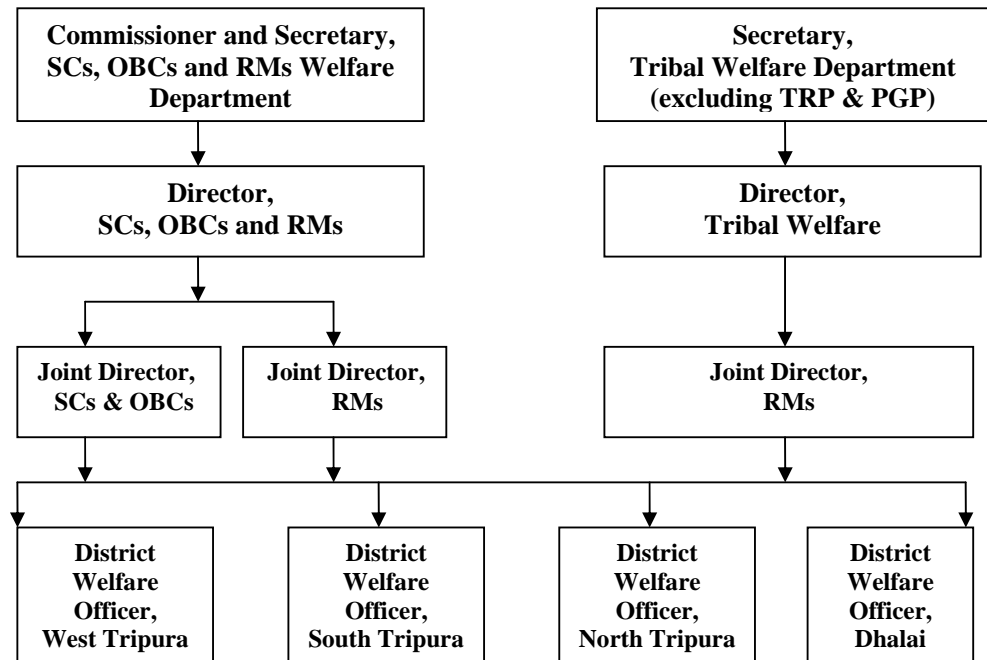 Commissioner and Secretary,
SCs, OBCs and RMs Welfare
Department
Secretary,
Tribal Welfare Department
(excluding TRP & PGP)
Director,
SCs, OBCs and RMs
Director,
Tribal Welfare
Joint Director,
SCs & OBCs
Joint Director,
RMs
Joint Director,
RMs
District
Welfare
Officer,
West Tripura
District
Welfare
Officer,
South Tripura
District
Welfare
Officer,
North Tripura
District
Welfare
Officer,
Dhalai